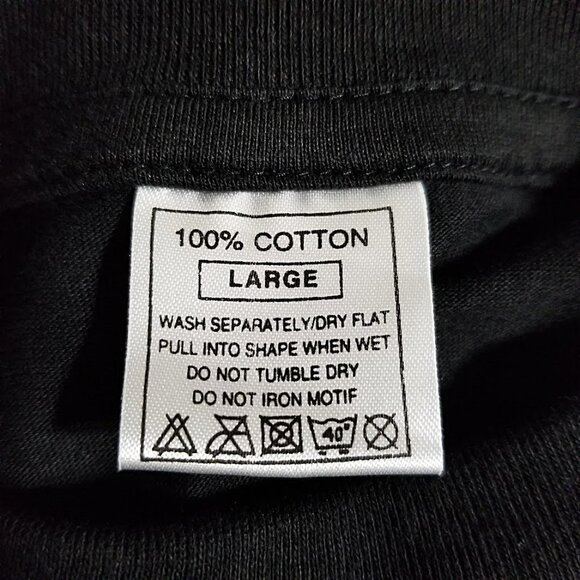 100% COTTON
LARGE
WASH SEPARATELY/DRY FLAT
PULL INTO SHAPE WHEN WET
DO NOT TUMBLE DRY
DO NOT IRON MOTIF
40°